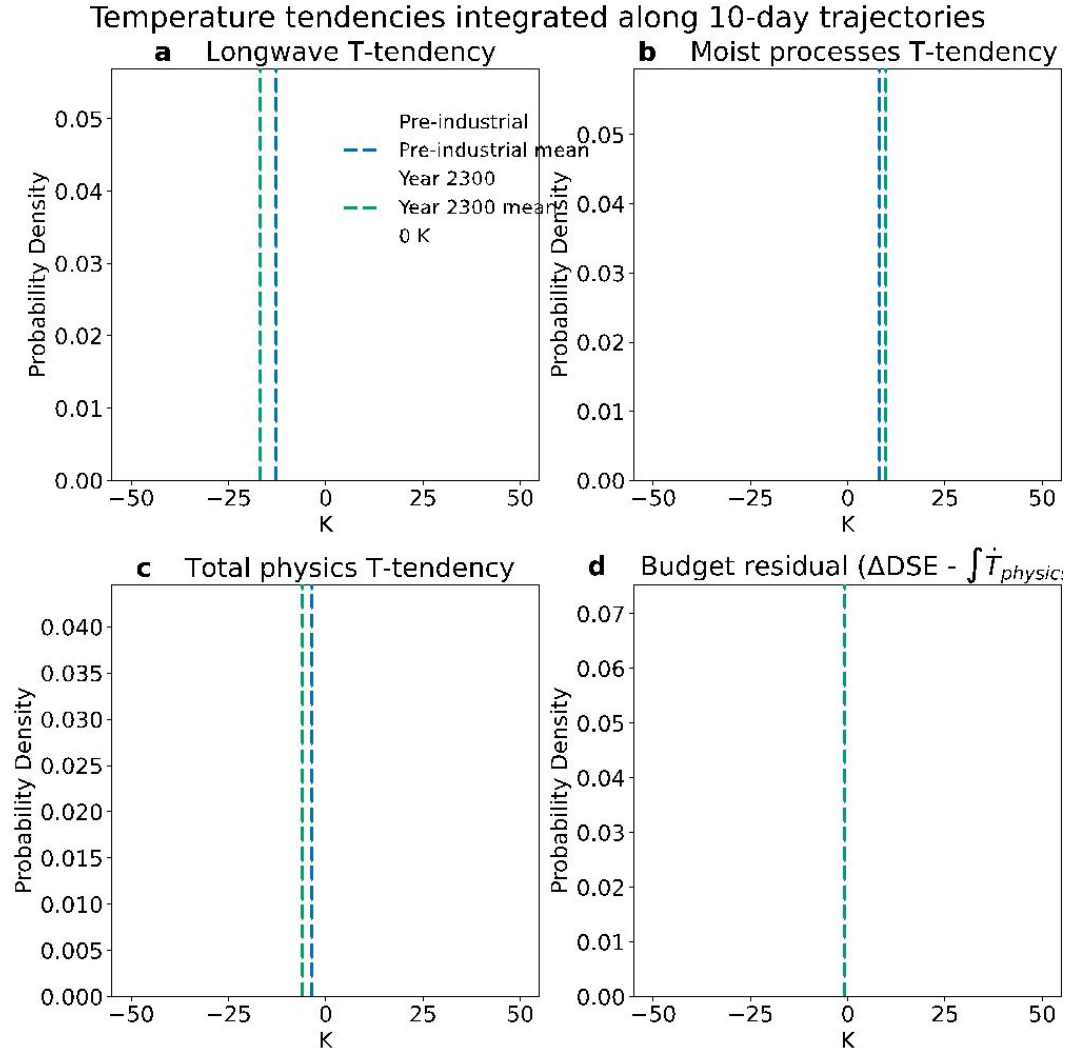 Temperature tendencies integrated along 10-day trajectories
a Longwave T-tendency
0.05
0.04
0.03
0.02
0.01
0.00
Probability Density
−50 −25 0 25 50
K
Pre-industrial
Pre-industrial mean
Year 2300
Year 2300 mean
0 K
b Moist processes T-tendency
0.05
0.04
0.03
0.02
0.01
0.00
Probability Density
−50 −25 0 25 50
K
c Total physics T-tendency
0.040
0.035
0.030
0.025
0.020
0.015
0.010
0.005
0.000
Probability Density
−50 −25 0 25 50
K
d Budget residual (ΔDSE - ∫Ṫphysics
0.07
0.06
0.05
0.04
0.03
0.02
0.01
0.00
Probability Density
−50 −25 0 25 50
K